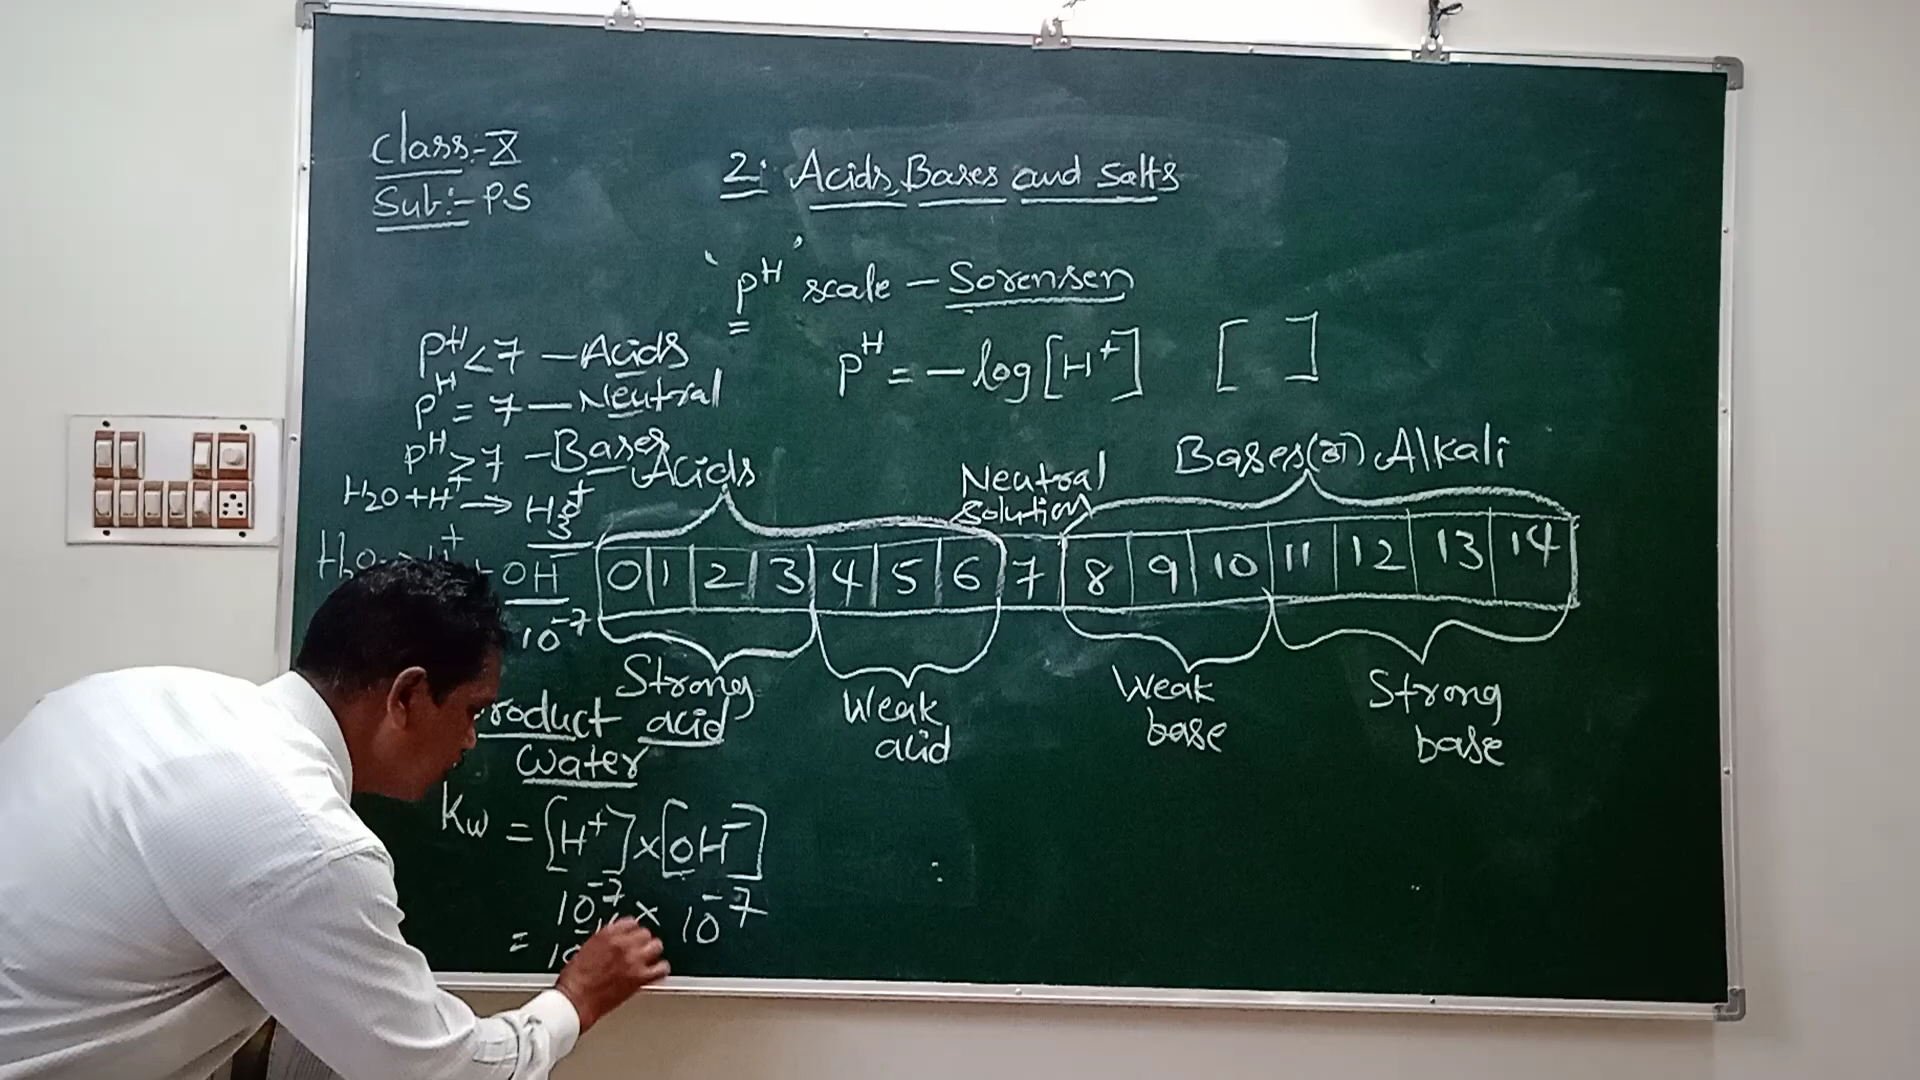 Class:- X
Sub:- P.S
2. Acids, Bases and Salts
'pH' scale - Sorensen
pH = - log [H+] [ ]
pH < 7 - Acids
pH = 7 - Neutral
pH > 7 - Bases
H2O + H+ → H3O+
H2O → H+ + OH
10-7
Acids
Neutral
Solution
Bases (or) Alkali
0 1 2 3 4 5 6 7 8 9 10 11 12 13 14
Strong
acid
Weak
acid
Weak
base
Strong
base
Water
Kw = [H+] x [OH-]
10-7 x 10-7
=